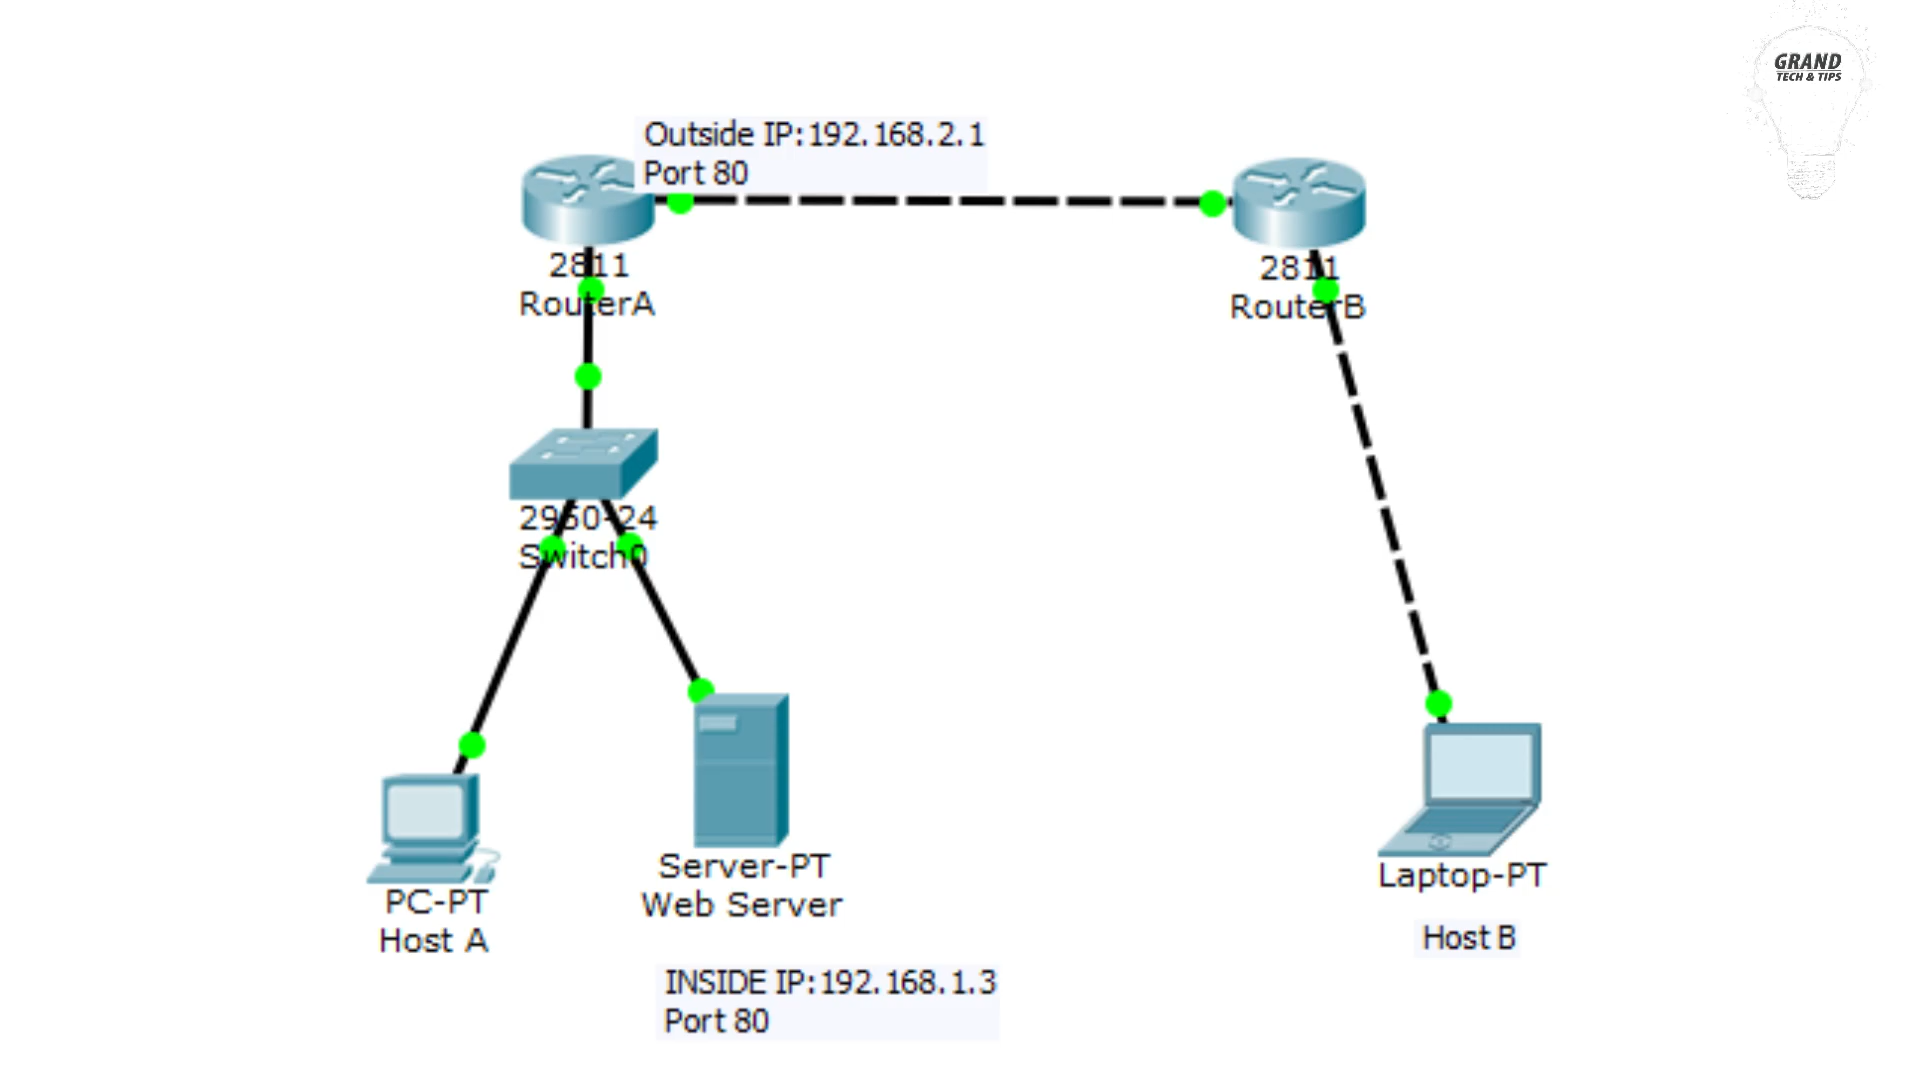 GRAND
TECH & TIPS
Outside IP:192.168.2.1
Port 80
2811
RouterA
2811
RouterB
2950-24
Switch0
Server-PT
Web Server
PC-PT
Host A
Laptop-PT
Host B
INSIDE IP:192.168.1.3
Port 80